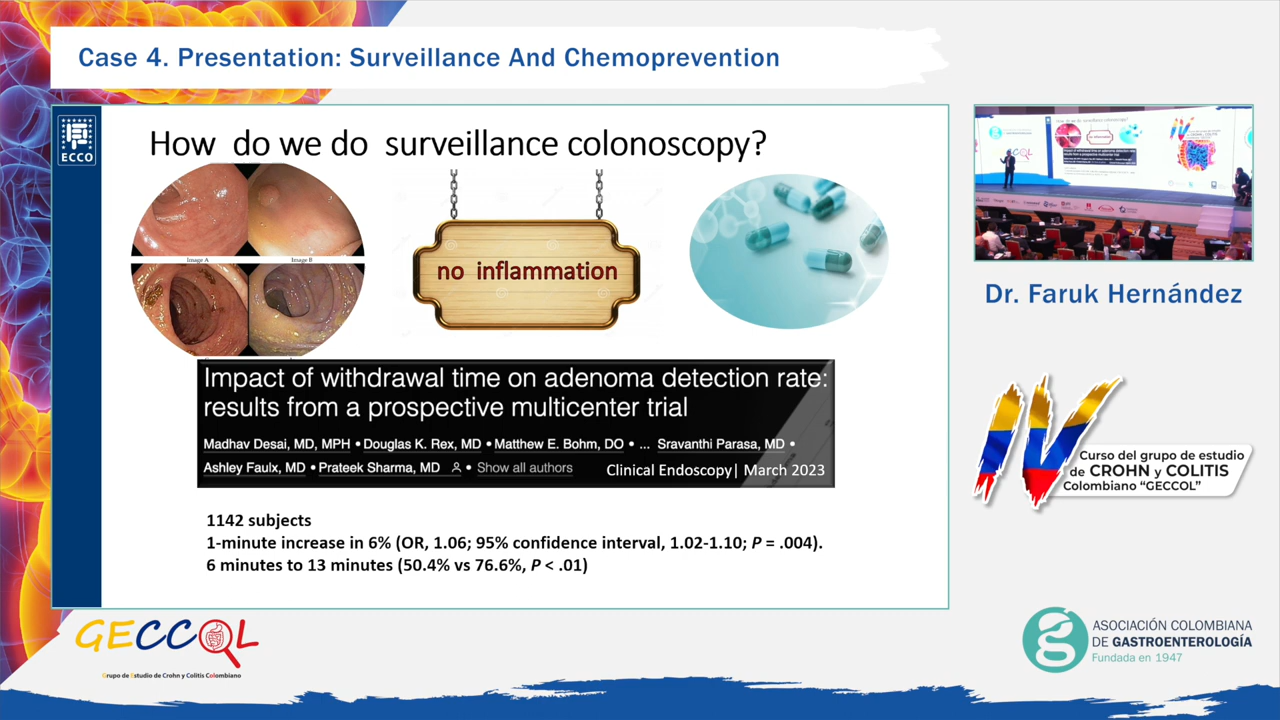 Case 4. Presentation: Surveillance And Chemoprevention
ECCO
How do we do surveillance colonoscopy?
Image A
Image B
no inflammation
Impact of withdrawal time on adenoma detection rate:
results from a prospective multicenter trial
Madhav Desai, MD, MPH • Douglas K. Rex, MD • Matthew E. Bohm, DO • ... Sravanthi Parasa, MD •
Ashley Faulx, MD • Prateek Sharma, MD • Show all authors
Clinical Endoscopy| March 2023
1142 subjects
1-minute increase in 6% (OR, 1.06; 95% confidence interval, 1.02-1.10; P = .004).
6 minutes to 13 minutes (50.4% vs 76.6%, P < .01)
Dr. Faruk Hernández
IV
Curso del grupo de estudio
de CROHN y COLITIS
Colombiano "GECCOL"
GECCOL
Grupo de Estudio de Crohn y Colitis Colombiano
ASOCIACIÓN COLOMBIANA
DE GASTROENTEROLOGÍA
Fundada en 1947